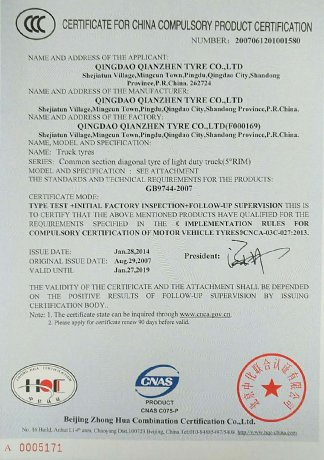 CCC
CERTIFICATE FOR CHINA COMPULSORY PRODUCT CERTIFICATION
NUMBER: 2007061201001580
NAME AND ADDRESS OF THE APPLICANT:
QINGDAO QIANZHEN TYRE CO.,LTD
Shejiatun Village,Mingcun Town,Pingdu,Qingdao City,Shandong
Province,P.R.China. 262724
NAME AND ADDRESS OF THE MANUFACTURER:
QINGDAO QIANZHEN TYRE CO.,LTD
Shejiatun Village,Mingcun Town,Pingdu,Qingdao City,Shandong Province,P.R.China.
NAME AND ADDRESS OF THE FACTORY:
QINGDAO QIANZHEN TYRE CO.,LTD(F000169)
Shejiatun Village,Mingcun Town,Pingdu,Qingdao City,Shandong Province,P.R.China.
NAME, MODEL AND SPECIFICATION:
NAME: Truck tyres
SERIES: Common section diagonal tyre of light duty truck(5°RIM)
MODEL AND SPECIFICATION : SEE ATTACHMENT
THE STANDARDS AND TECHNICAL REQUIREMENTS FOR THE PRODUCTS:
GB9744-2007
CERTIFICATE MODE:
TYPE TEST +INITIAL FACTORY INSPECTION+FOLLOW-UP SUPERVISION THIS IS
TO CERTIFY THAT THE ABOVE MENTIONED PRODUCTS HAVE QUALIFIED FOR THE
REQUIREMENTS SPECIFIED IN THE IMPLEMENTATION RULES FOR
COMPULSORY CERTIFICATION OF MOTOR VEHICLE TYRES CNCA-03C-027:2013.
ISSUE DATE: Jan,28,2014
ORIGINAL ISSUE DATE: Aug,29,2007
VALID UNTIL Jan,27,2019
President:
THE VALIDITY OF THE CERTIFICATE AND THE ATTACHMENT SHALL BE DEPENDED
ON THE POSITIVE RESULTS OF FOLLOW-UP SUPERVISION BY ISSUING
CERTIFICATION BODY..
Note: 1. The certificate state can be inquired through www.cnca.gov.cn
2. Please apply for certificate renew 90 days before valid.
CNAS
PRODUCT
CNAS C075-P
Beijing Zhong Hua Combination Certification Co.,Ltd.
A 0005171